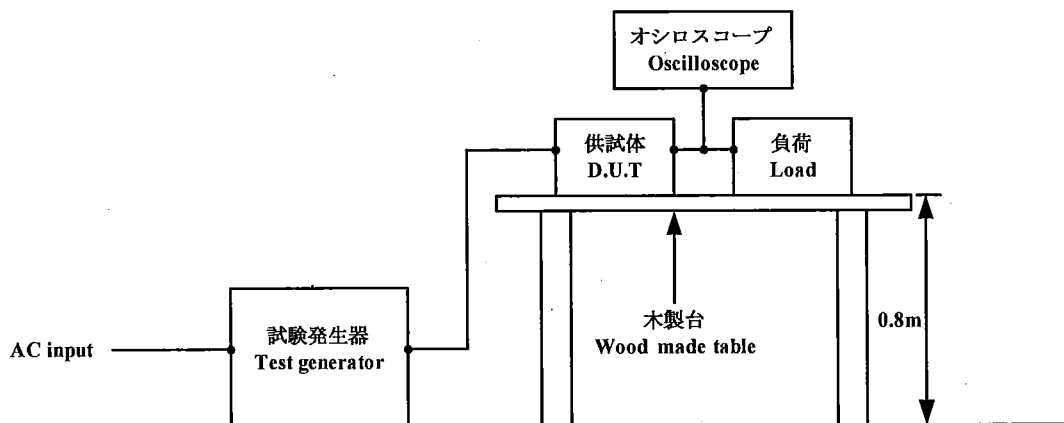 オシロスコープ
Oscilloscope
供試体
D.U.T
負荷
Load
試験発生器
Test generator
AC input
木製台
Wood made table
0.8m